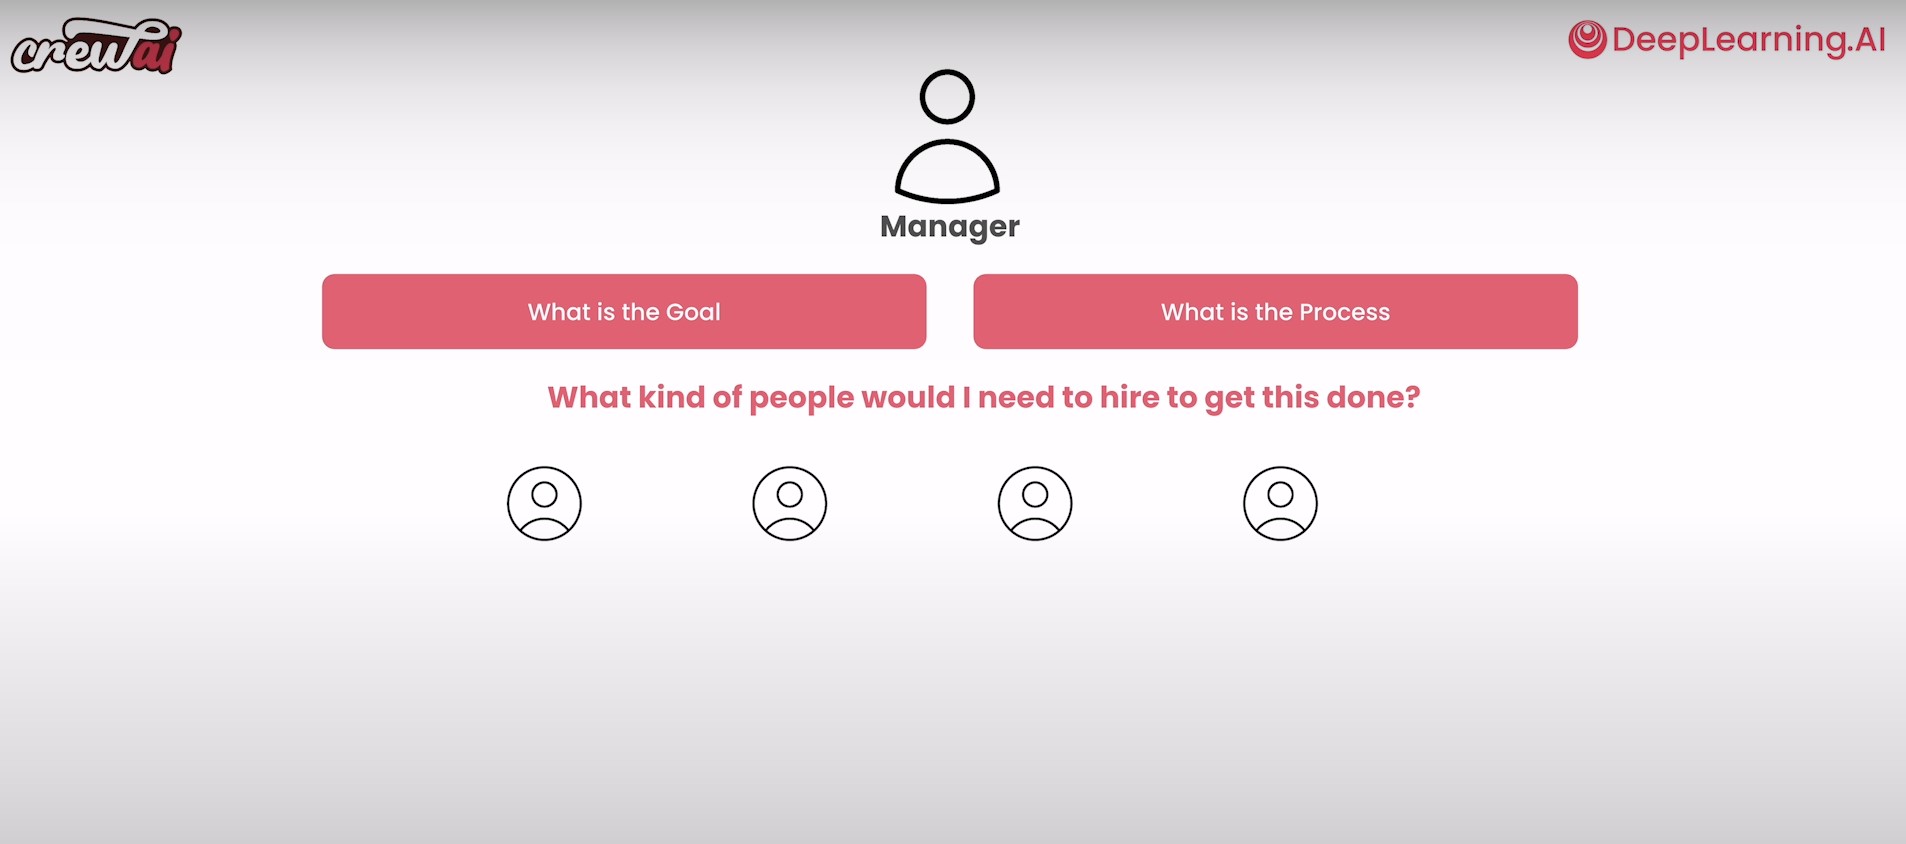 crewai
DeepLearning.AI
Manager
What is the Goal
What is the Process
What kind of people would I need to hire to get this done?